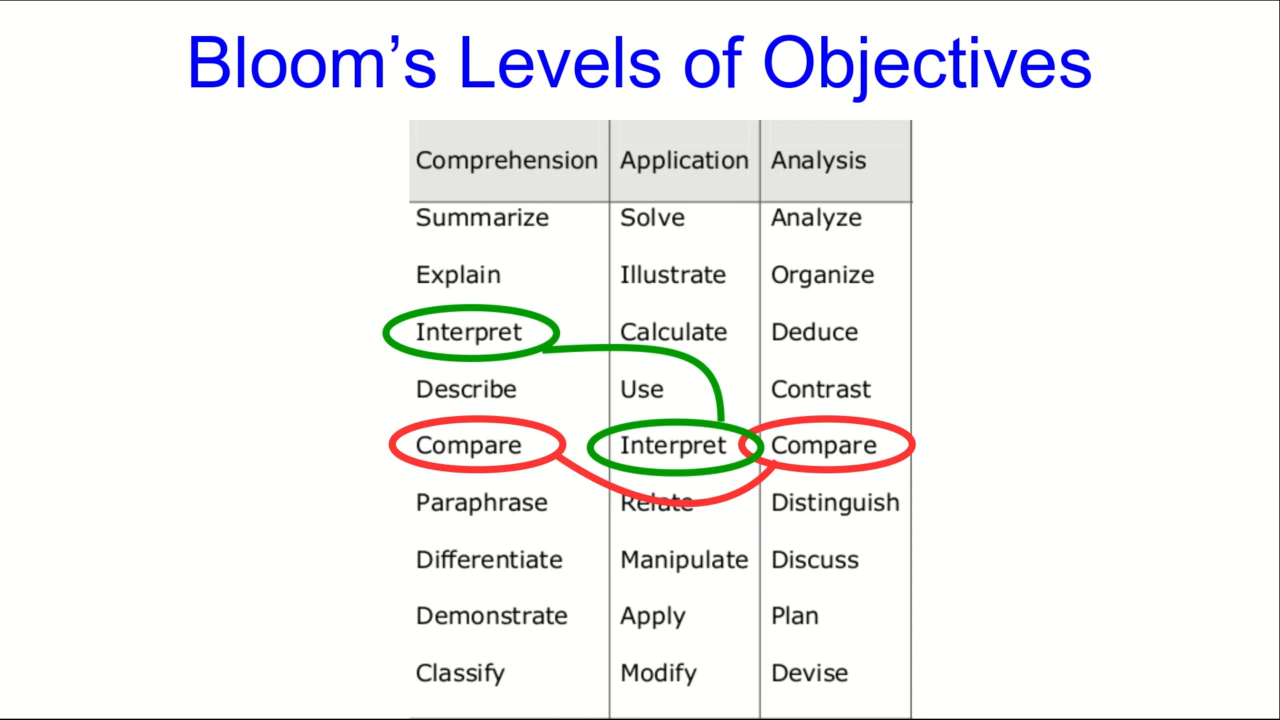 Bloom’s Levels of Objectives
Comprehension Application Analysis
Summarize Solve Analyze
Explain Illustrate Organize
Interpret Calculate Deduce
Describe Use Contrast
Compare Interpret Compare
Paraphrase Relate Distinguish
Differentiate Manipulate Discuss
Demonstrate Apply Plan
Classify Modify Devise